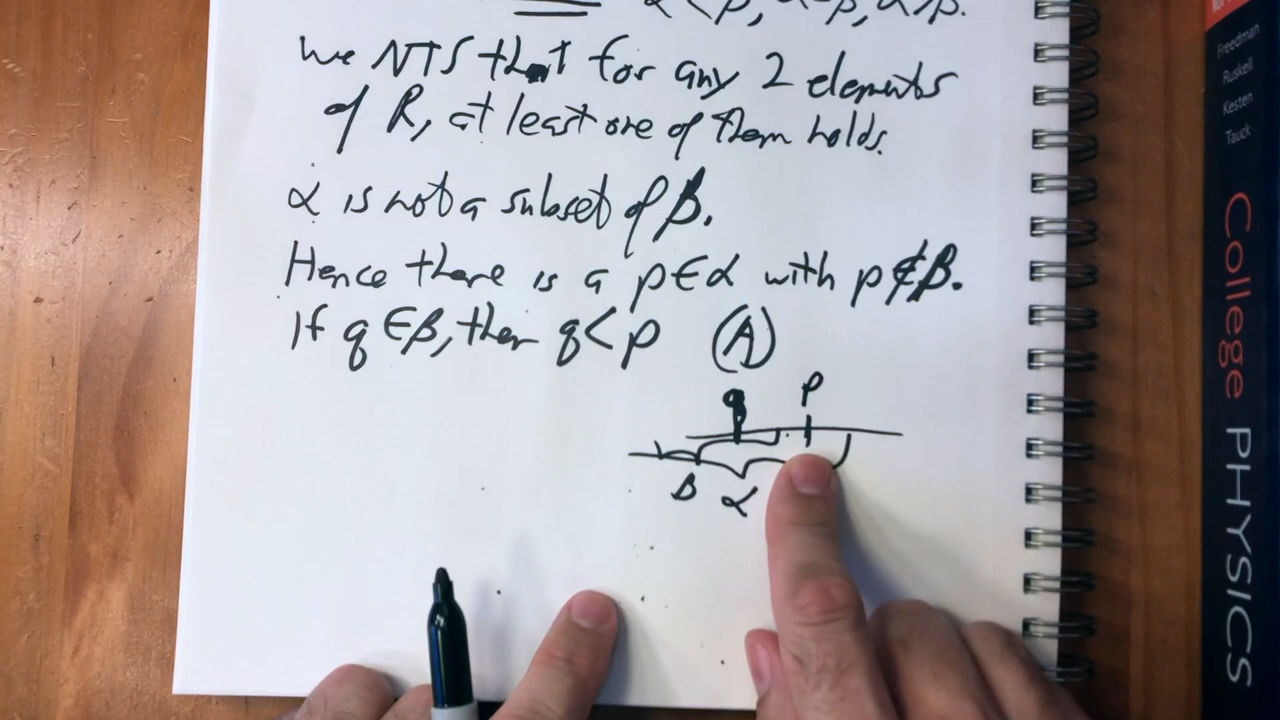 α<β, α=β, α>β.
We NTS that for any 2 elements
of R, at least one of them holds.
α is not a subset of β.
Hence there is a p∈α with p∉β.
If q∈β, then q<p (A)
q p
β α
Freedman
Ruskell
Kesten
Tauck
College PHYSICS